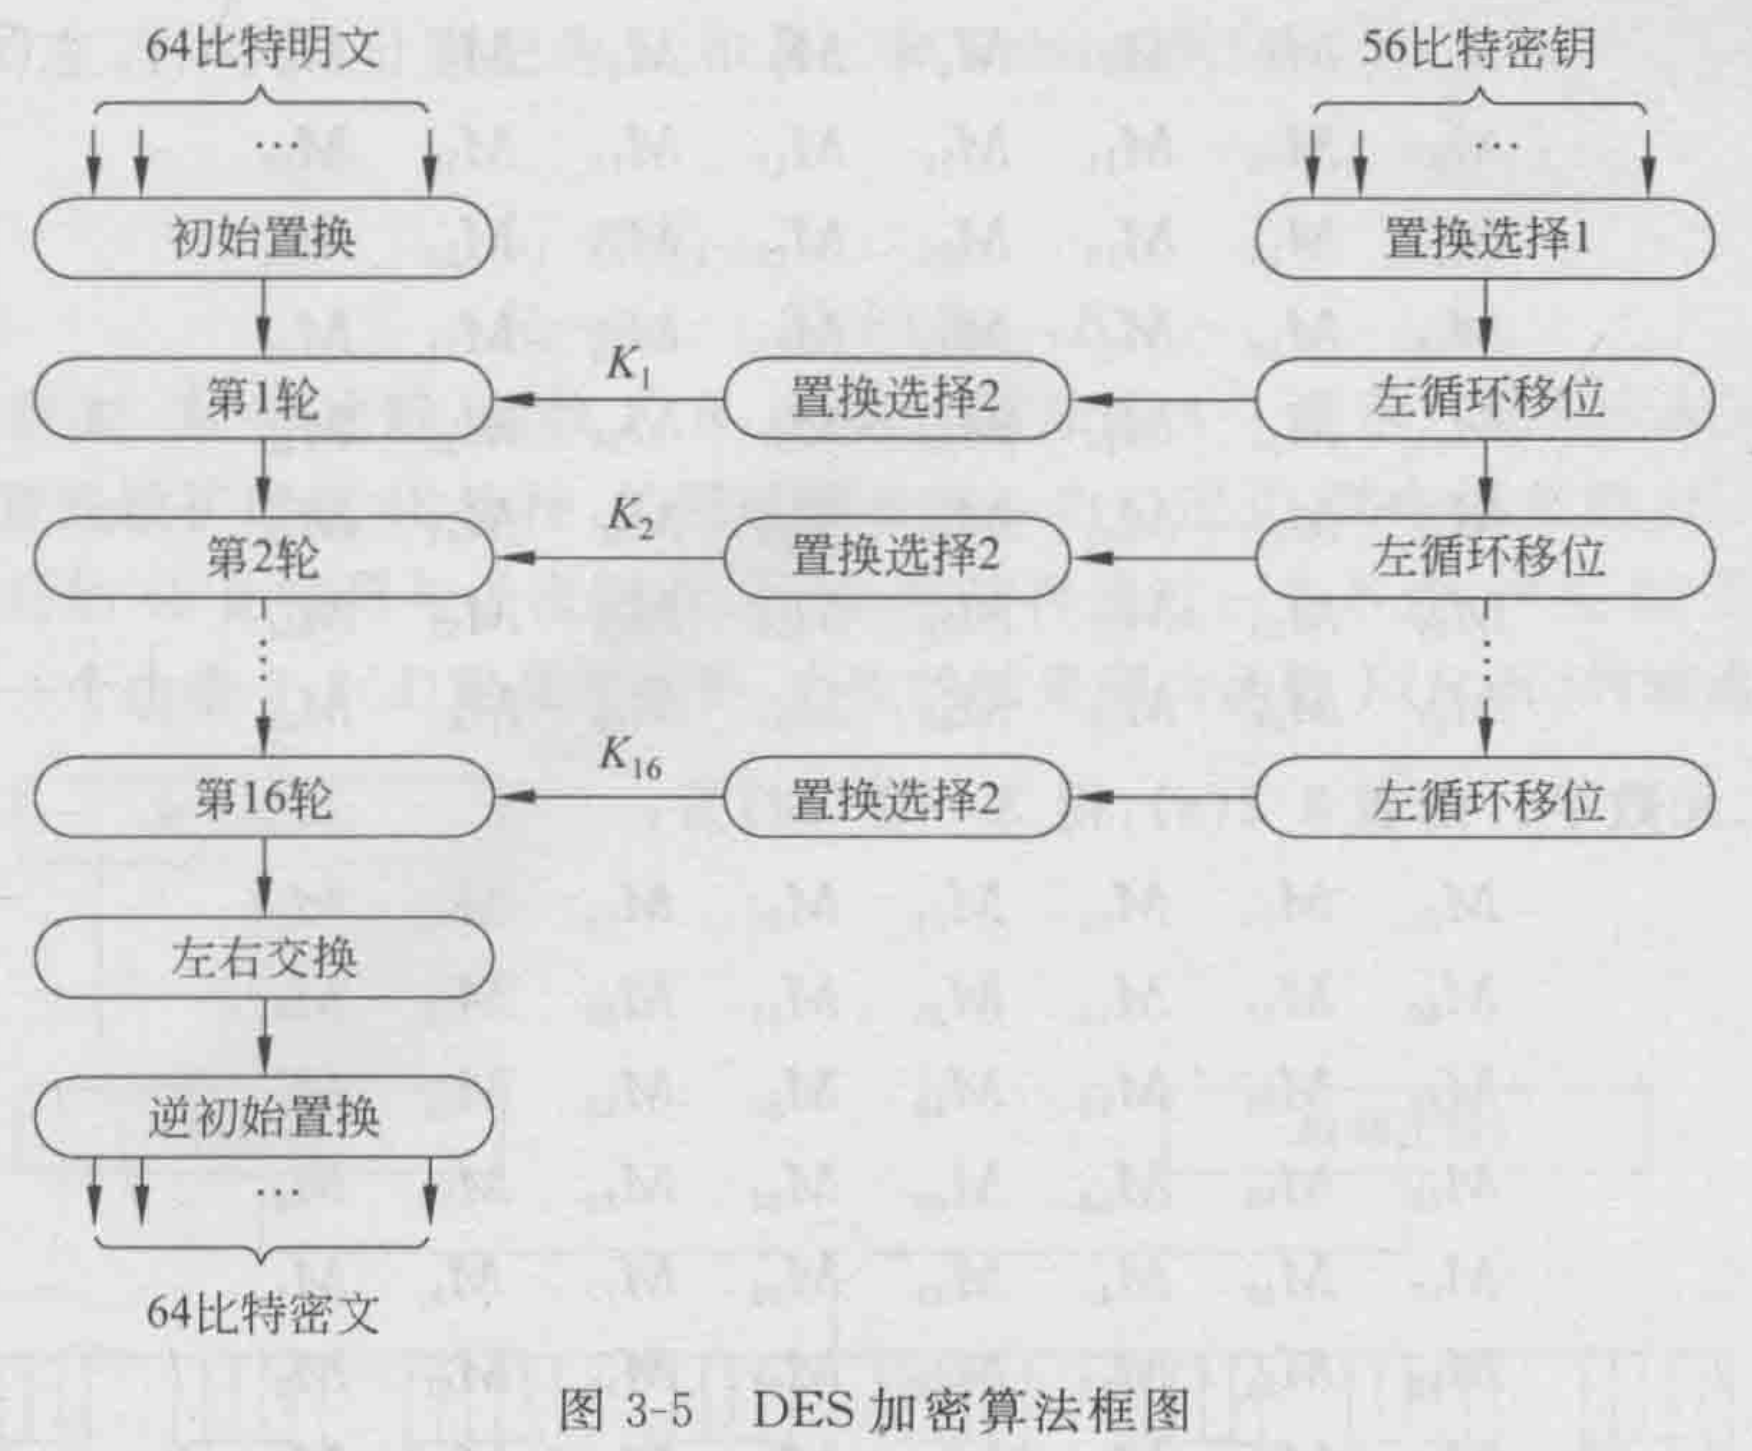 64比特明文
56比特密钥
…
…
初始置换
置换选择1
第1轮
K₁
置换选择2
左循环移位
第2轮
K₂
置换选择2
左循环移位
第16轮
K₁₆
置换选择2
左循环移位
左右交换
逆初始置换
…
64比特密文
图 3-5 DES 加密算法框图